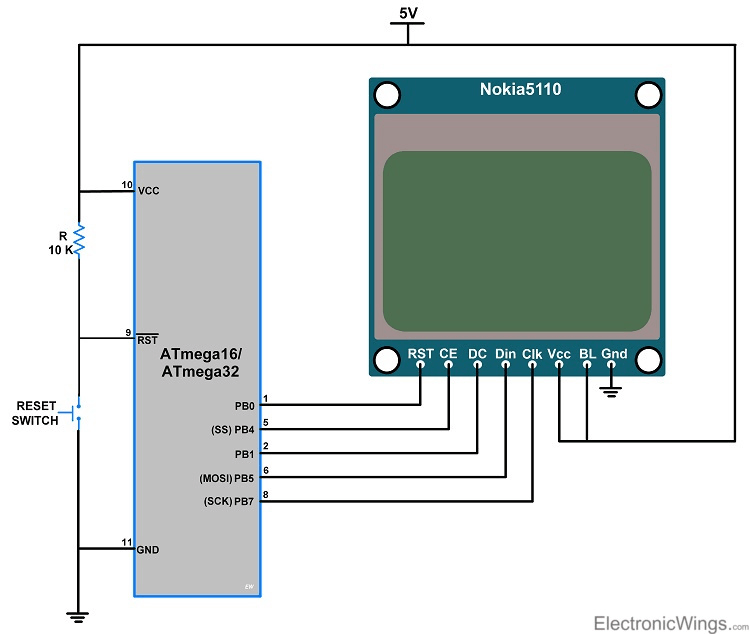 5V
Nokia5110
10 VCC
R
10 K
9 RST
ATmega16/
ATmega32
RST CE DC Din Clk Vcc BL Gnd
RESET
SWITCH
PB0 1
(SS) PB4 5
PB1 2
(MOSI) PB5 6
(SCK) PB7 8
11 GND
EW
ElectronicWings.com